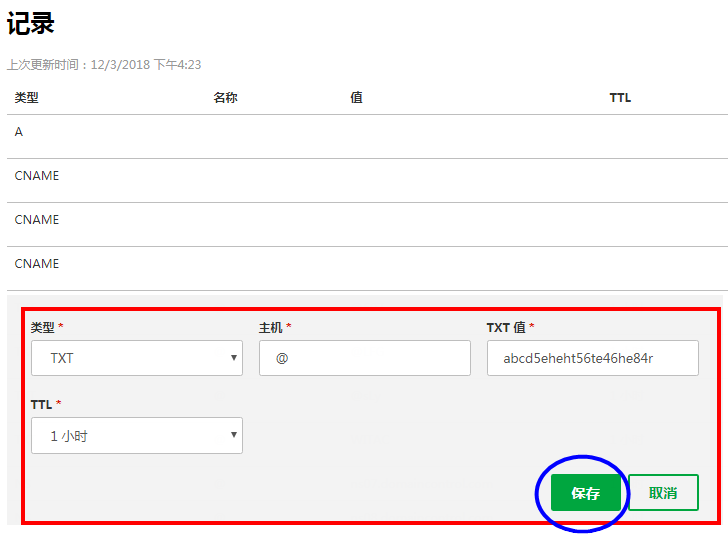 记录
上次更新时间：12/3/2018 下午4:23
类型 名称 值 TTL
A
CNAME
CNAME
CNAME
类型 * 主机 * TXT 值 *
TXT @ abcd5eheht56te46he84r
TTL *
1 小时
保存 取消